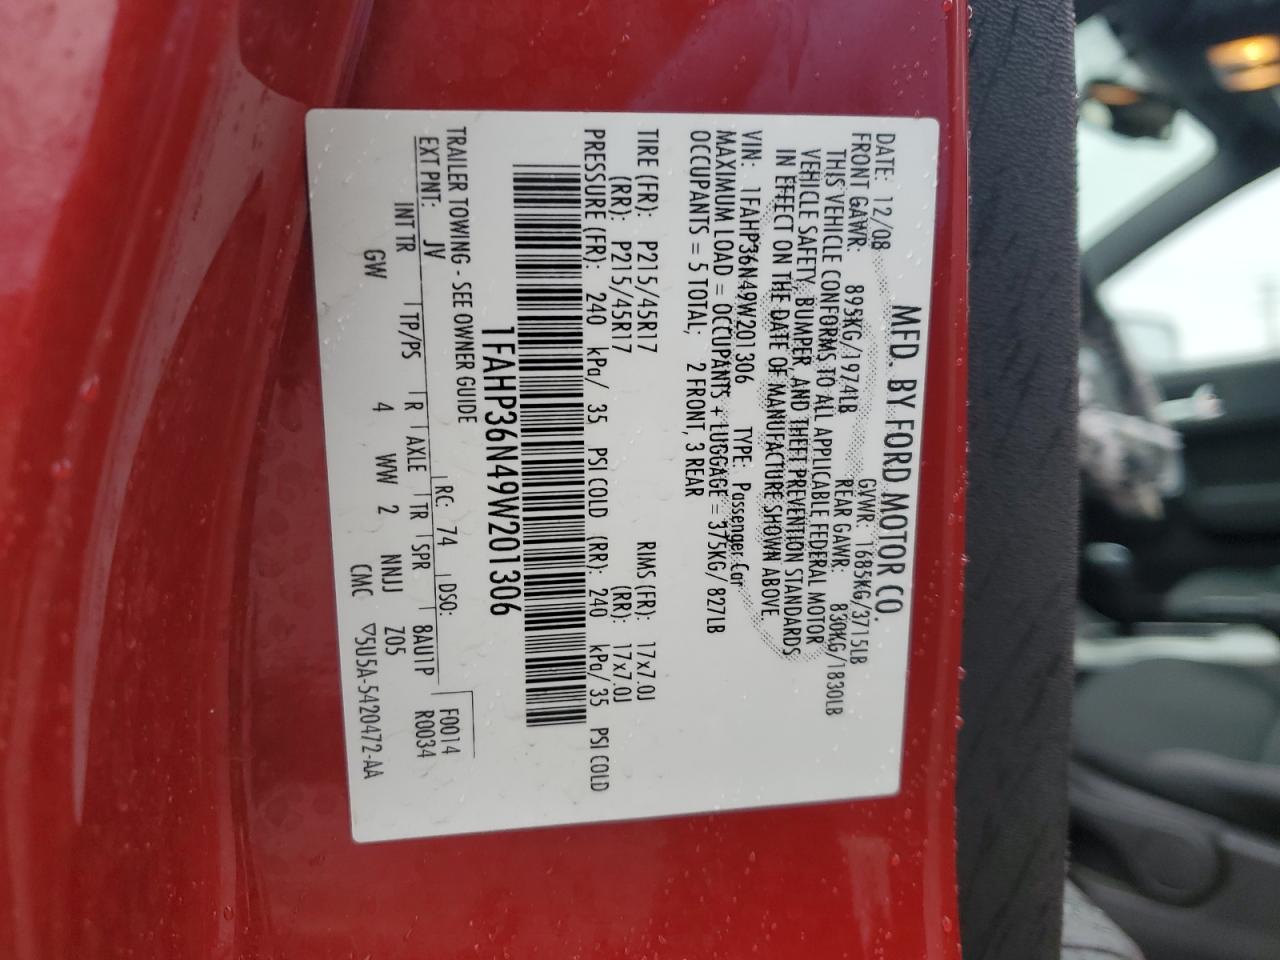 MFD. BY FORD MOTOR CO.
DATE: 12/08 GVWR: 1685KG/3715LB
FRONT GAWR: 895KG/1974LB REAR GAWR: 830KG/1830LB
THIS VEHICLE CONFORMS TO ALL APPLICABLE FEDERAL MOTOR
VEHICLE SAFETY, BUMPER, AND THEFT PREVENTION STANDARDS
IN EFFECT ON THE DATE OF MANUFACTURE SHOWN ABOVE.
VIN: 1FAHP36N49W201306 TYPE: Passenger Car
MAXIMUM LOAD = OCCUPANTS + LUGGAGE = 375KG/827LB
OCCUPANTS = 5 TOTAL; 2 FRONT, 3 REAR
TIRE (FR): P215/45R17 RIMS (FR): 17x7.0J
(RR): P215/45R17 (RR): 17x7.0J
PRESSURE (FR): 240 kPa/ 35 PSI COLD (RR): 240 kPa/ 35 PSI COLD
1FAHP36N49W201306
TRAILER TOWING - SEE OWNER GUIDE
RC: 74 DSO: F0014
EXT PNT: JV 8AU1P R0034
INT TR TP/PS R AXLE TR SPR
GW 4 WW 2 NNJJ Z05
CMC ▽5U5A-5420472-AA